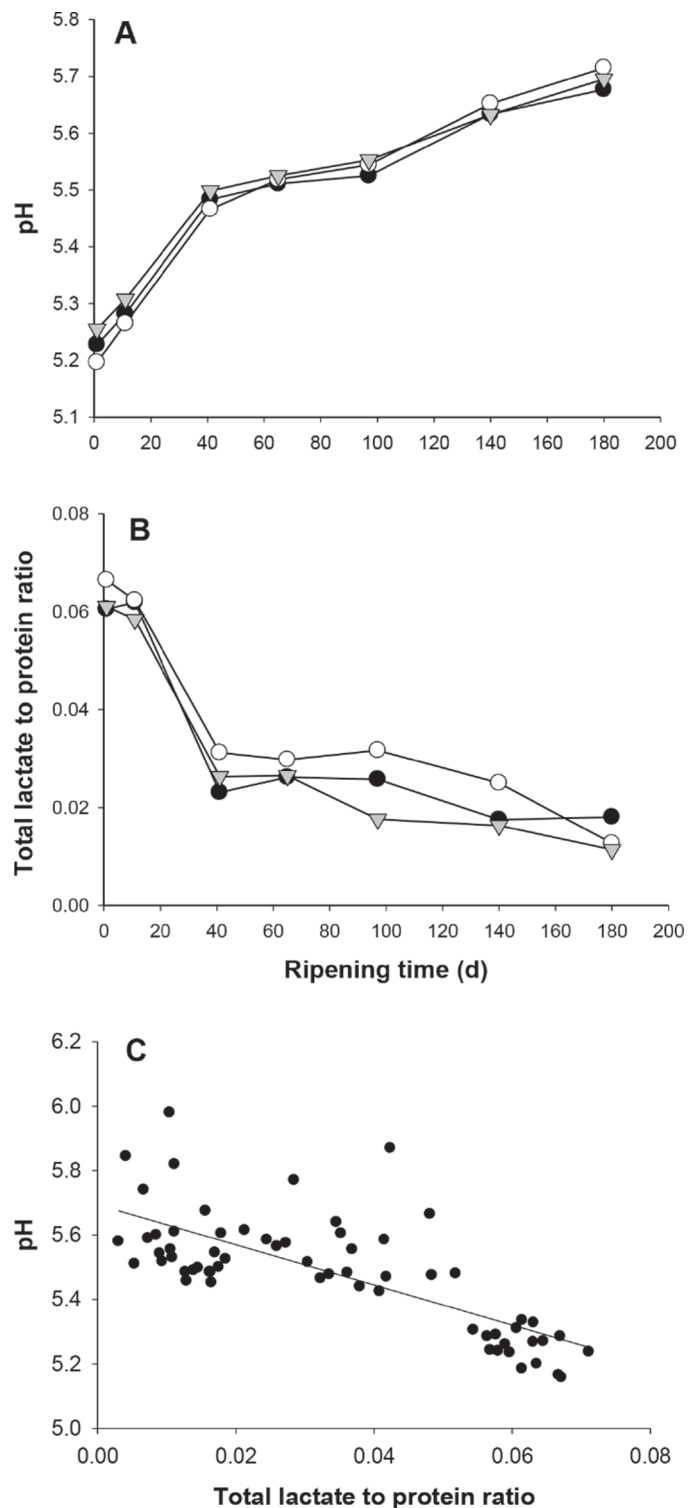 A
5.8
5.7
5.6
5.5
5.4
5.3
5.2
5.1
pH
0 20 40 60 80 100 120 140 160 180 200
B
0.08
0.06
0.04
0.02
0.00
Total lactate to protein ratio
0 20 40 60 80 100 120 140 160 180 200
Ripening time (d)
C
6.2
6.0
5.8
5.6
5.4
5.2
5.0
pH
0.00 0.02 0.04 0.06 0.08
Total lactate to protein ratio